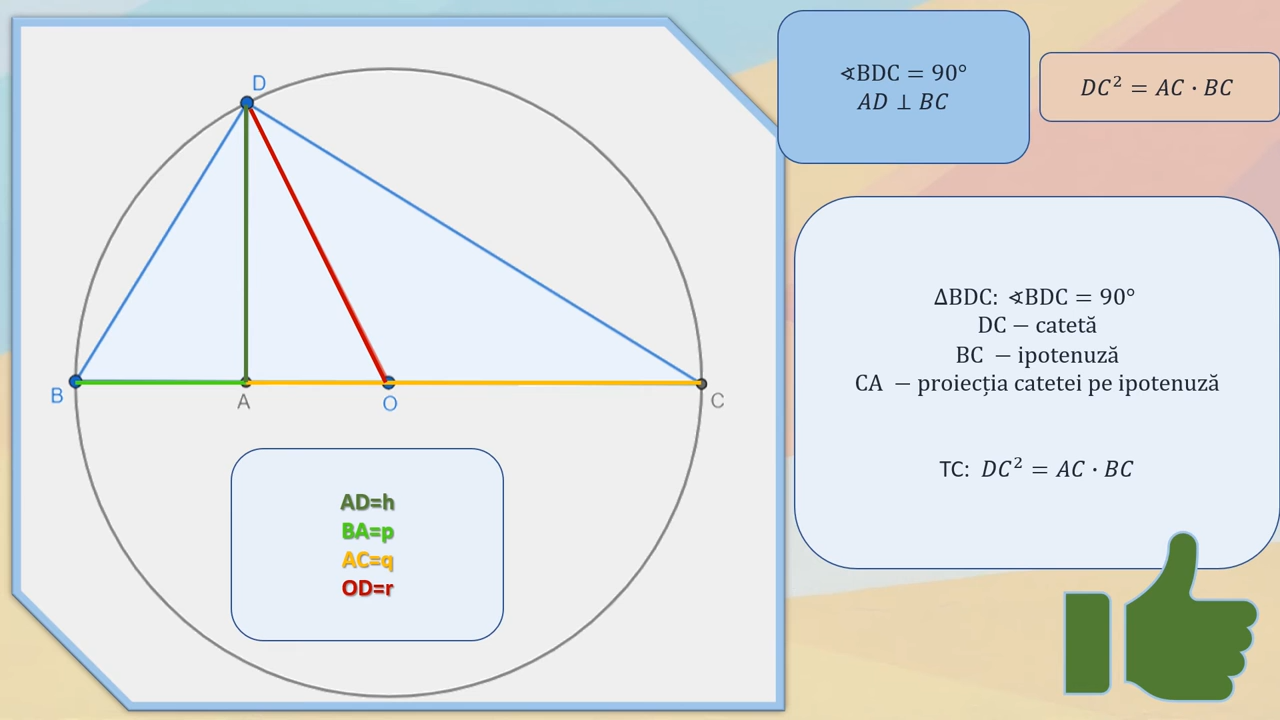 D
B
A
O
C
AD=h
BA=p
AC=q
OD=r
∢BDC = 90°
AD ⊥ BC
DC² = AC · BC
ΔBDC: ∢BDC = 90°
DC − catetă
BC − ipotenuză
CA − proiecția catetei pe ipotenuză
TC: DC² = AC · BC